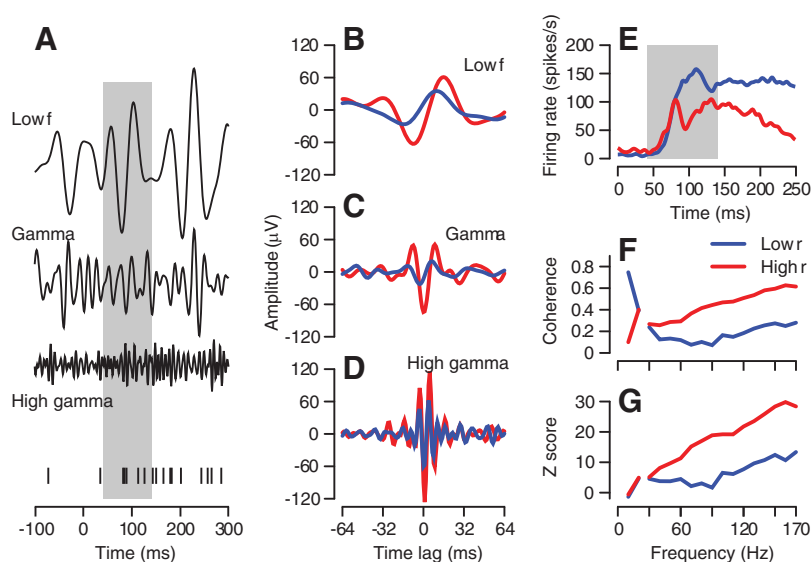 A
Low f
Gamma
High gamma
-100 0 100 200 300
Time (ms)
B
Low f
120
60
0
-60
-120
C
Gamma
120
60
0
-60
-120
Amplitude (μV)
D
High gamma
120
60
0
-60
-120
-64 -32 0 32 64
Time lag (ms)
E
200
150
100
50
0
Firing rate (spikes/s)
0 50 100 150 200 250
Time (ms)
F
Low r
High r
0.8
0.6
0.4
0.2
0
Coherence
G
30
20
10
0
Z score
0 60 120 170
Frequency (Hz)